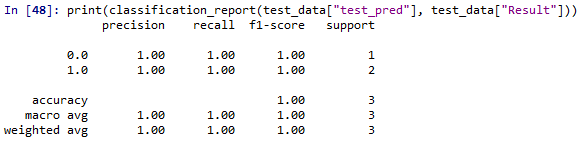 In [48]: print(classification_report(test_data["test_pred"], test_data["Result"]))
precision recall f1-score support
0.0 1.00 1.00 1.00 1
1.0 1.00 1.00 1.00 2
accuracy 1.00 3
macro avg 1.00 1.00 1.00 3
weighted avg 1.00 1.00 1.00 3